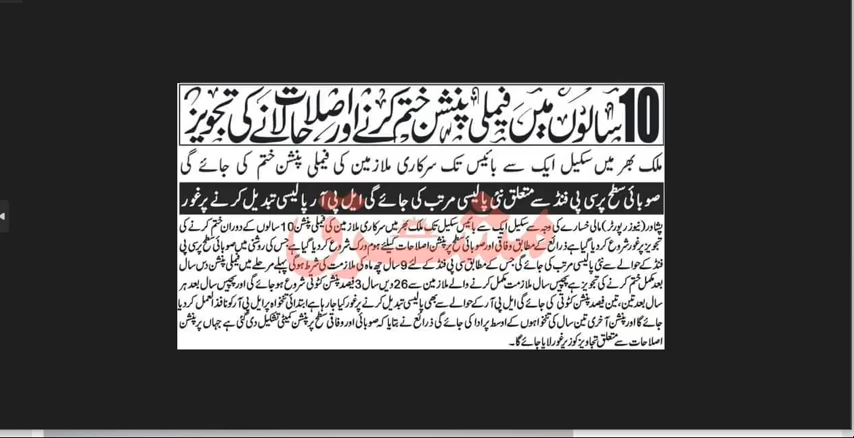 10 سالوں میں فیملی پنشن ختم کرنے اور اصلاحات لانے کی تجویز
ملک بھر میں سکیل ایک سے بائیس تک سرکاری ملازمین کی فیملی پنشن ختم کی جائے گی
صوبائی سطح پر سی پی فنڈ سے متعلق نئی پالیسی مرتب کی جائے گی ایل پی آر پالیسی تبدیل کرنے پر غور
پشاور (نیوز رپورٹر) مالی خسارے کی وجہ سے سکیل ایک سے بائیس سکیل تک ملک بھر میں سرکاری ملازمین کی فیملی پنشن 10 سالوں کے دوران ختم کرنے کی
تجویز پر غور شروع کر دیا گیا ہے ذرائع کے مطابق وفاقی اور صوبائی سطح پر پنشن اصلاحات کیلئے ہوم ورک شروع کر دیا گیا ہے جس کی روشنی میں صوبائی سطح پر سی پی
فنڈ کے حوالے سے نئی پالیسی مرتب کی جائے گی جس کے مطابق سی پی فنڈ کے لئے 9 سال چھ ماہ کی ملازمت کی شرط ہو گی پہلے مرحلے میں فیملی پنشن دس سال
بعد مکمل ختم کرنے کی تجویز ہے پچیس سال ملازمت مکمل کرنے والے ملازمین سے 26 ویں سال 3 فیصد پنشن کٹوتی شروع ہو جائے گی اور پچیس سال بعد ہر
سال بعد تین، تین فیصد پنشن کٹوتی کی جائے گی ایل پی آر کے حوالے سے بھی پالیسی تبدیل کرنے پر غور کیا جا رہا ہے ابتدائی تنخواہ پر ایل پی آر کو نافذ العمل کر دیا
جائے گا اور پنشن آخری تین سال کی تنخواہوں کے اوسط پر ادا کی جائے گی ذرائع نے بتایا کہ صوبائی اور وفاقی سطح پر پنشن کمیٹی تشکیل دی گئی ہے جہاں پر پنشن
اصلاحات سے متعلق تجاویز کو زیر غور لایا جائے گا۔
مشرق